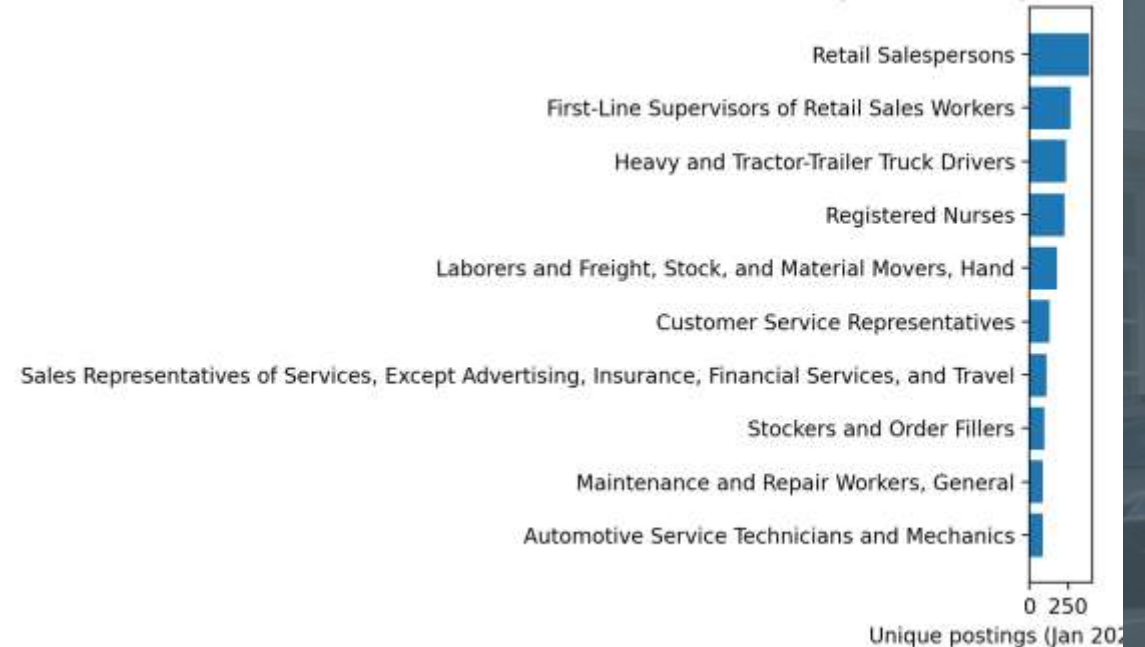 Retail Salespersons
First-Line Supervisors of Retail Sales Workers
Heavy and Tractor-Trailer Truck Drivers
Registered Nurses
Laborers and Freight, Stock, and Material Movers, Hand
Customer Service Representatives
Sales Representatives of Services, Except Advertising, Insurance, Financial Services, and Travel
Stockers and Order Fillers
Maintenance and Repair Workers, General
Automotive Service Technicians and Mechanics
0 250
Unique postings (Jan 202